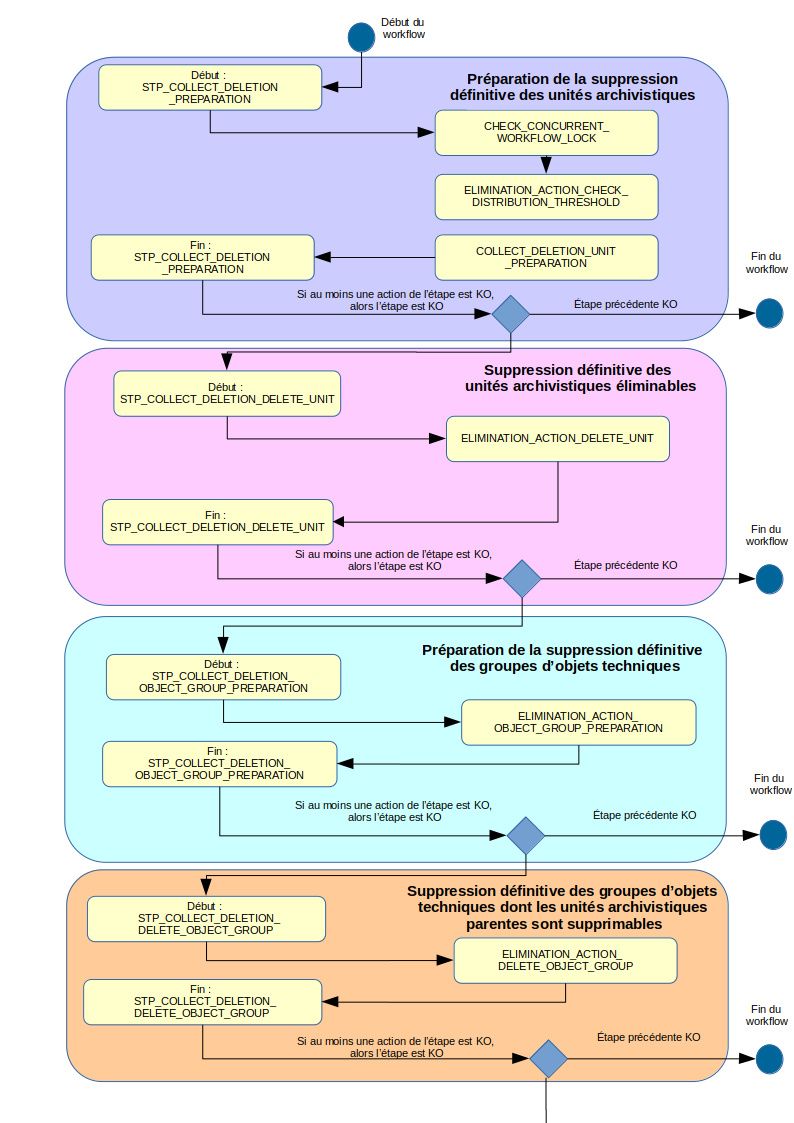 Début du
workflow
Début :
STP_COLLECT_DELETION
_PREPARATION
Préparation de la suppression
définitive des unités archivistiques
CHECK_CONCURRENT_
WORKFLOW_LOCK
ELIMINATION_ACTION_CHECK_
DISTRIBUTION_THRESHOLD
Fin :
STP_COLLECT_DELETION
_PREPARATION
COLLECT_DELETION_UNIT
_PREPARATION
Fin du
workflow
Si au moins une action de l'étape est KO,
alors l'étape est KO
Étape précédente KO
Suppression définitive des
unités archivistiques éliminables
Début :
STP_COLLECT_DELETION_DELETE_UNIT
ELIMINATION_ACTION_DELETE_UNIT
Fin :
STP_COLLECT_DELETION_DELETE_UNIT
Fin du
workflow
Si au moins une action de l'étape est KO,
alors l'étape est KO
Étape précédente KO
Préparation de la suppression définitive
des groupes d'objets techniques
Début :
STP_COLLECT_DELETION_
OBJECT_GROUP_PREPARATION
ELIMINATION_ACTION_
OBJECT_GROUP_PREPARATION
Fin :
STP_COLLECT_DELETION_
OBJECT_GROUP_PREPARATION
Fin du
workflow
Si au moins une action de l'étape est KO,
alors l'étape est KO
Étape précédente KO
Suppression définitive des groupes d'objets
techniques dont les unités archivistiques
parentes sont supprimables
Début :
STP_COLLECT_DELETION_
DELETE_OBJECT_GROUP
ELIMINATION_ACTION_
DELETE_OBJECT_GROUP
Fin :
STP_COLLECT_DELETION_
DELETE_OBJECT_GROUP
Fin du
workflow
Si au moins une action de l'étape est KO,
alors l'étape est KO
Étape précédente KO